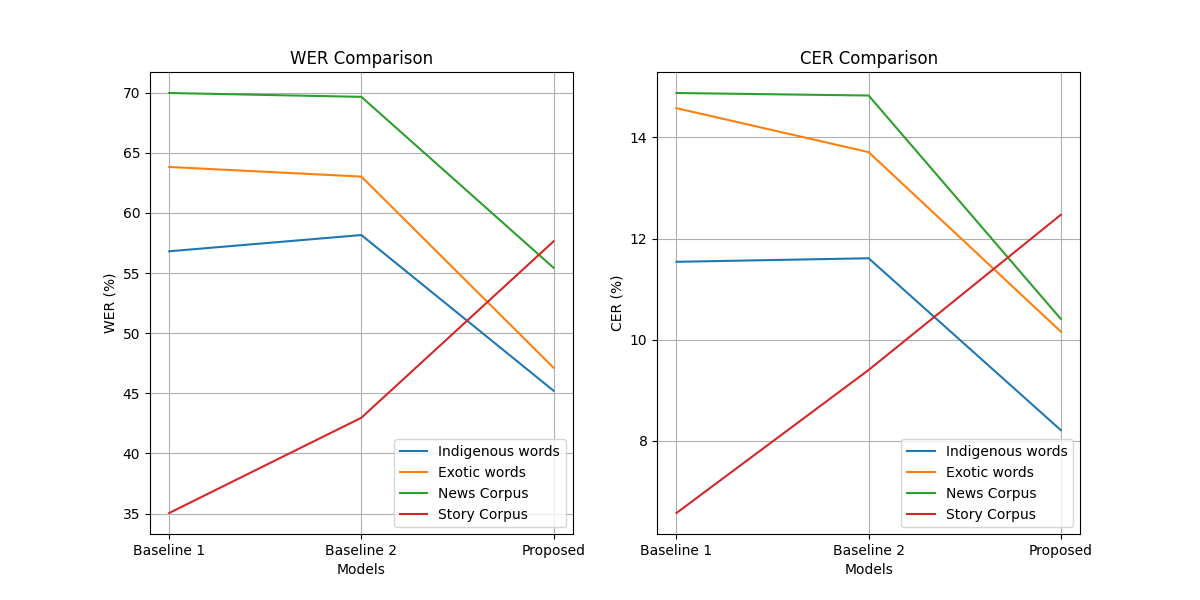 WER Comparison
70
65
60
55
50
45
40
35
WER (%)
Baseline 1
Baseline 2
Proposed
Models
Indigenous words
Exotic words
News Corpus
Story Corpus
CER Comparison
14
12
10
8
CER (%)
Baseline 1
Baseline 2
Proposed
Models
Indigenous words
Exotic words
News Corpus
Story Corpus